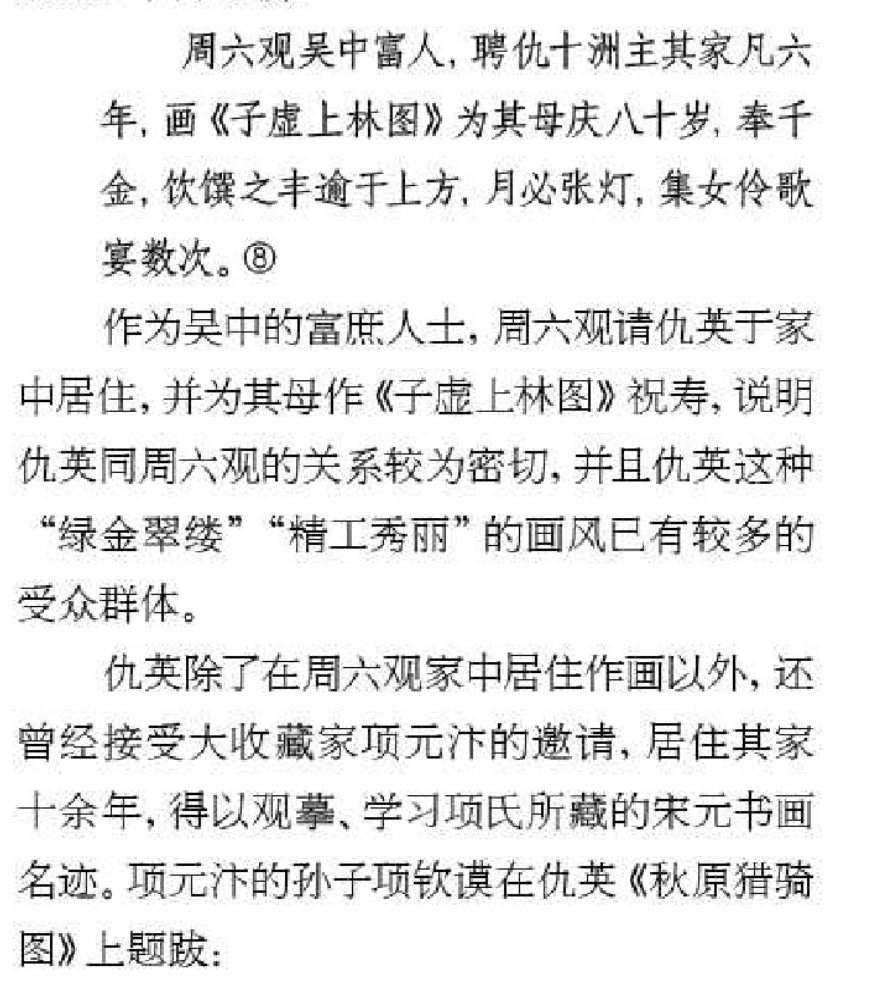 周六观吴中富人，聘仇十洲主其家凡六
年，画《子虚上林图》为其母庆八十岁，奉千
金，饮馔之丰逾于上方，月必张灯，集女伶歌
宴数次。⑧
作为吴中的富庶人士，周六观请仇英于家
中居住，并为其母作《子虚上林图》祝寿，说明
仇英同周六观的关系较为密切，并且仇英这种
“绿金翠缕”“精工秀丽”的画风已有较多的
受众群体。
仇英除了在周六观家中居住作画以外，还
曾经接受大收藏家项元汴的邀请，居住其家
十余年，得以观摹、学习项氏所藏的宋元书画
名迹。项元汴的孙子项钦谟在仇英《秋原猎骑
图》上题跋：